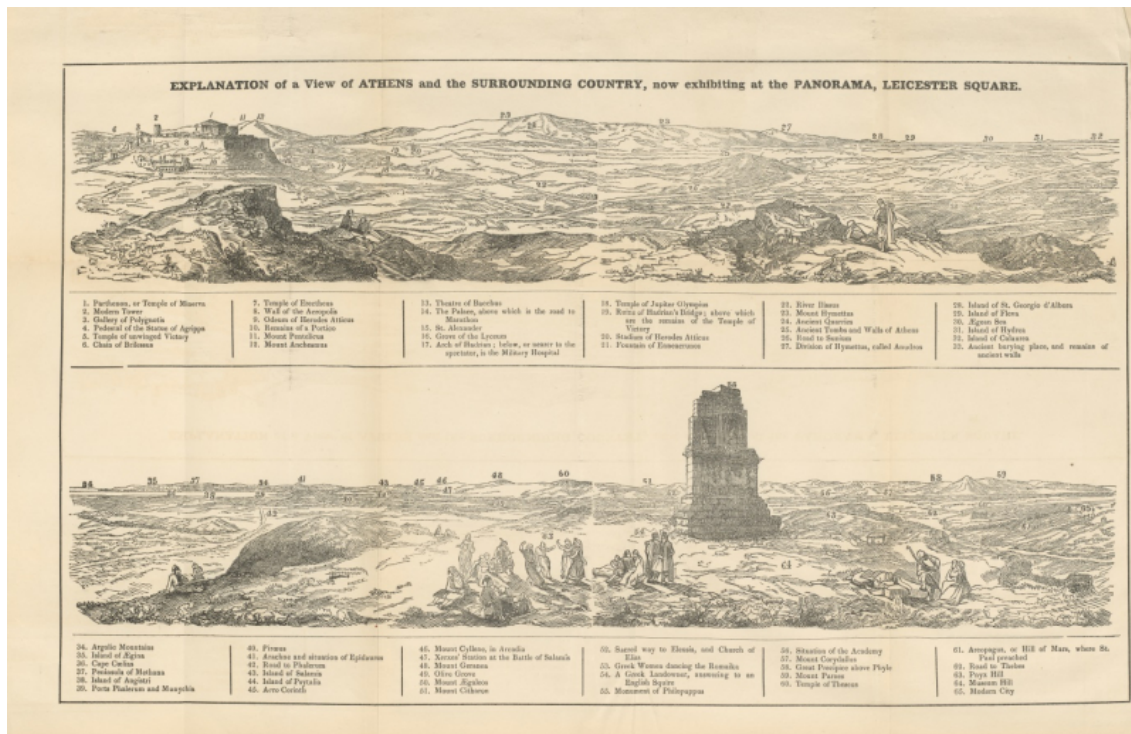 EXPLANATION of a View of ATHENS and the SURROUNDING COUNTRY, now exhibiting at the PANORAMA, LEICESTER SQUARE.
1. Parthenon, or Temple of Minerva
2. Modern Tower
3. Gallery of Polygnotis
4. Pedestal of the Statue of Agrippa
5. Temple of unwinged Victory
6. Chain of Brilessus
7. Temple of Erectheus
8. Wall of the Acropolis
9. Odeum of Herodes Atticus
10. Remains of a Portico
11. Mount Pentelicus
12. Mount Anchesmus
13. Theatre of Bacchus
14. The Palace, above which is the road to
Marathon
15. St. Alexander
16. Grove of the Lyceum
17. Arch of Hadrian; below, or nearer to the
spectator, is the Military Hospital
18. Temple of Jupiter Olympius
19. Ruins of Hadrian's Bridge; above which
are the remains of the Temple of
Victory
20. Stadium of Herodes Atticus
21. Fountain of
22. River Ilissus
23. Mount Hymettus
24. Ancient Quarries
25. Ancient Tombs and Walls of Athens
26. Road to Sunium
27. Division of Hymettus, called Anudros
28. Island of St. Georgio d'Albora
29. Island of Fleva
30. Ægean Sea
31. Island of Hydrea
32. Island of Calaurea
33. Ancient burying place, and remains of
ancient walls
34. Argolic Mountains
35. Island of Ægina
36. Cape Coelius
37. Peninsula of Methana
38. Island of Angistri
39. Ports Phalerum and Munychia
40. Piræus
41. Arachne and situation of Epidaurus
42. Road to Phalerum
43. Island of Salamis
44. Island of Psytalia
45. Acro Corinth
46. Mount Cyllene, in Arcadia
47. Xerxes' Station at the Battle of Salamis
48. Mount Geranea
49. Olive Grove
50. Mount Ægaleos
51. Mount Citheron
52. Sacred way to Eleusis, and Church of
Elias
53. Greek Women dancing the Romaika
54. A Greek Landowner, answering to an
English Squire
55. Monument of Philopappus
56. Situation of the Academy
57. Mount Corydallus
58. Great Precipice above Phyle
59. Mount Parnes
60. Temple of Theseus
61. Areopagus, or Hill of Mars, where St.
Paul preached
62. Road to Thebes
63. Pnyx Hill
64. Museum Hill
65. Modern City